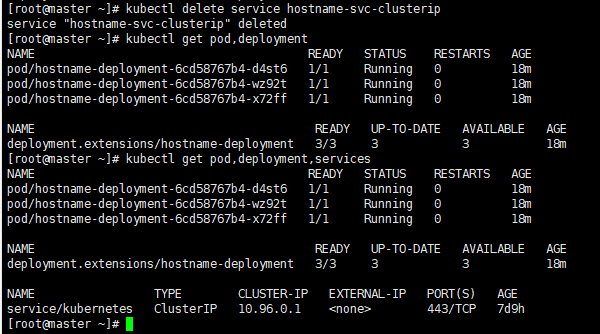 [root@master ~]# kubectl delete service hostname-svc-clusterip
service "hostname-svc-clusterip" deleted
[root@master ~]# kubectl get pod,deployment
NAME READY STATUS RESTARTS AGE
pod/hostname-deployment-6cd58767b4-d4st6 1/1 Running 0 18m
pod/hostname-deployment-6cd58767b4-wz92t 1/1 Running 0 18m
pod/hostname-deployment-6cd58767b4-x72ff 1/1 Running 0 18m
NAME READY UP-TO-DATE AVAILABLE AGE
deployment.extensions/hostname-deployment 3/3 3 3 18m
[root@master ~]# kubectl get pod,deployment,services
NAME READY STATUS RESTARTS AGE
pod/hostname-deployment-6cd58767b4-d4st6 1/1 Running 0 18m
pod/hostname-deployment-6cd58767b4-wz92t 1/1 Running 0 18m
pod/hostname-deployment-6cd58767b4-x72ff 1/1 Running 0 18m
NAME READY UP-TO-DATE AVAILABLE AGE
deployment.extensions/hostname-deployment 3/3 3 3 18m
NAME TYPE CLUSTER-IP EXTERNAL-IP PORT(S) AGE
service/kubernetes ClusterIP 10.96.0.1 <none> 443/TCP 7d9h
[root@master ~]#